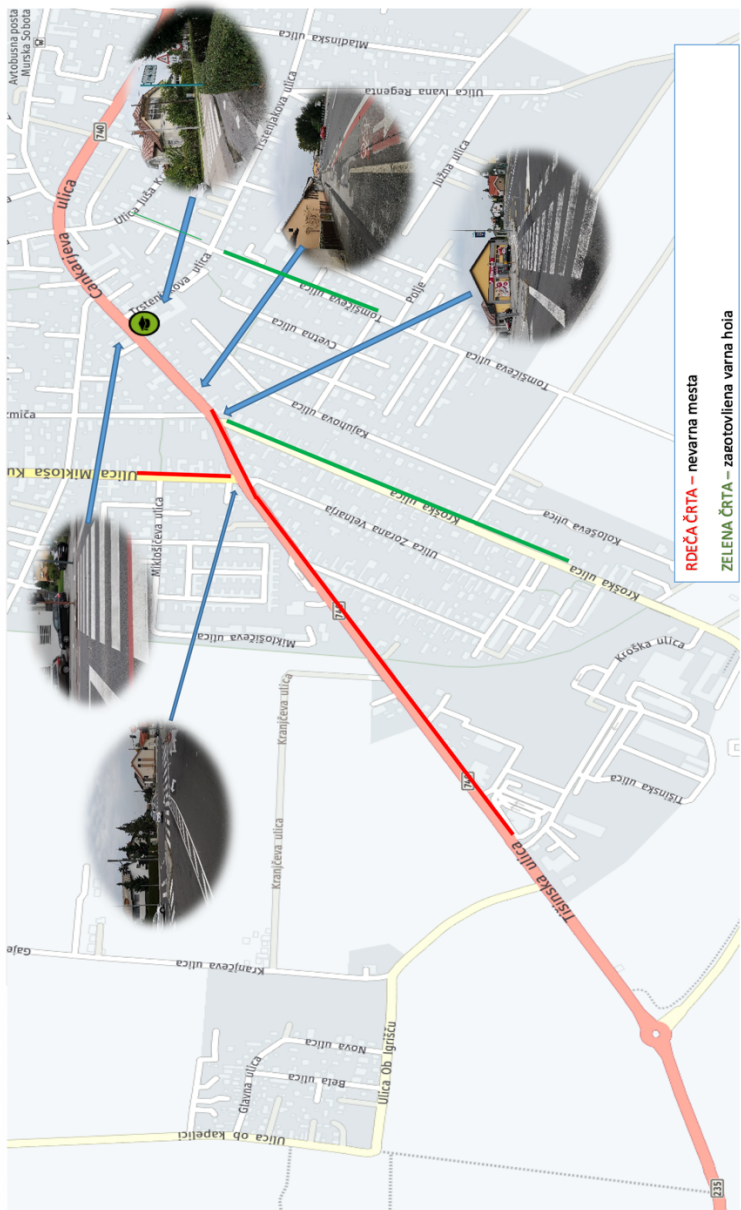 Avtobusna posta
Murska Sobota
Mladinska ulica
740
Ulica Ivana Regenta
Cankarjeva ulica
Ulica Juša K
Trstenjakova ulica
Trstenjakova ulica
Južna ulica
Tomšičeva ulica
Polje
Cvetna ulica
Tomšičeva ulica
zmiča
Kajuhova ulica
Ulica Mikloša Ku
Kroška ulica
Miklošičeva ulica
Ulica Zorana Velnarja
Kološeva ulica
Kroška ulica
Miklošičeva ulica
740
Kroška ulica
Kranjčeva ulica
740
Tišinska ulica
Kranjčeva ulica
Tišinska ulica
Gaje
Kranjčeva ulica
Nova ulica
Glavna ulica
Bela ulica
Ulica Ob Igrišču
Ulica ob kapelici
235
RDEČA ČRTA – nevarna mesta
ZELENA ČRTA – zagotovljena varna hoja